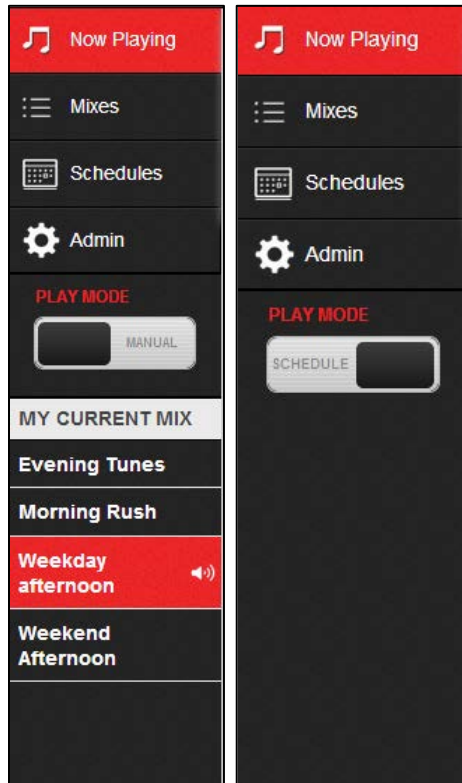 Now Playing
Mixes
Schedules
Admin
PLAY MODE
MANUAL
MY CURRENT MIX
Evening Tunes
Morning Rush
Weekday
afternoon
Weekend
Afternoon
Now Playing
Mixes
Schedules
Admin
PLAY MODE
SCHEDULE